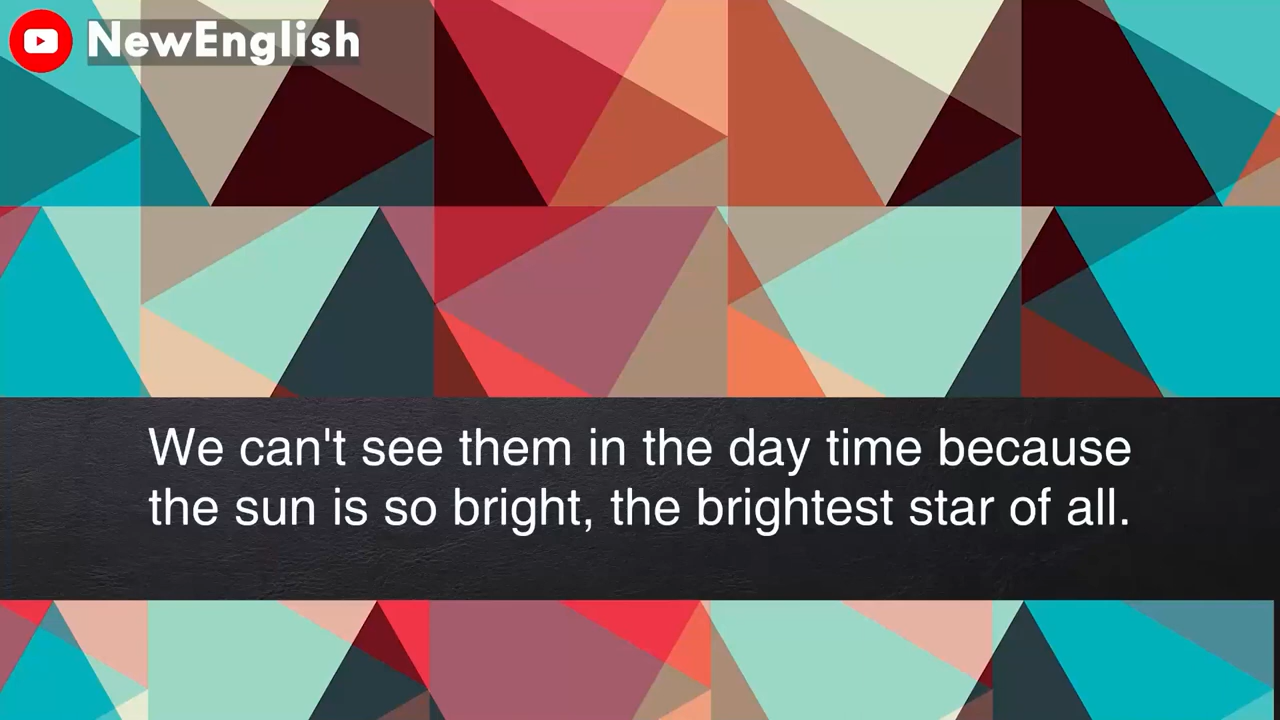 NewEnglish
We can't see them in the day time because
the sun is so bright, the brightest star of all.